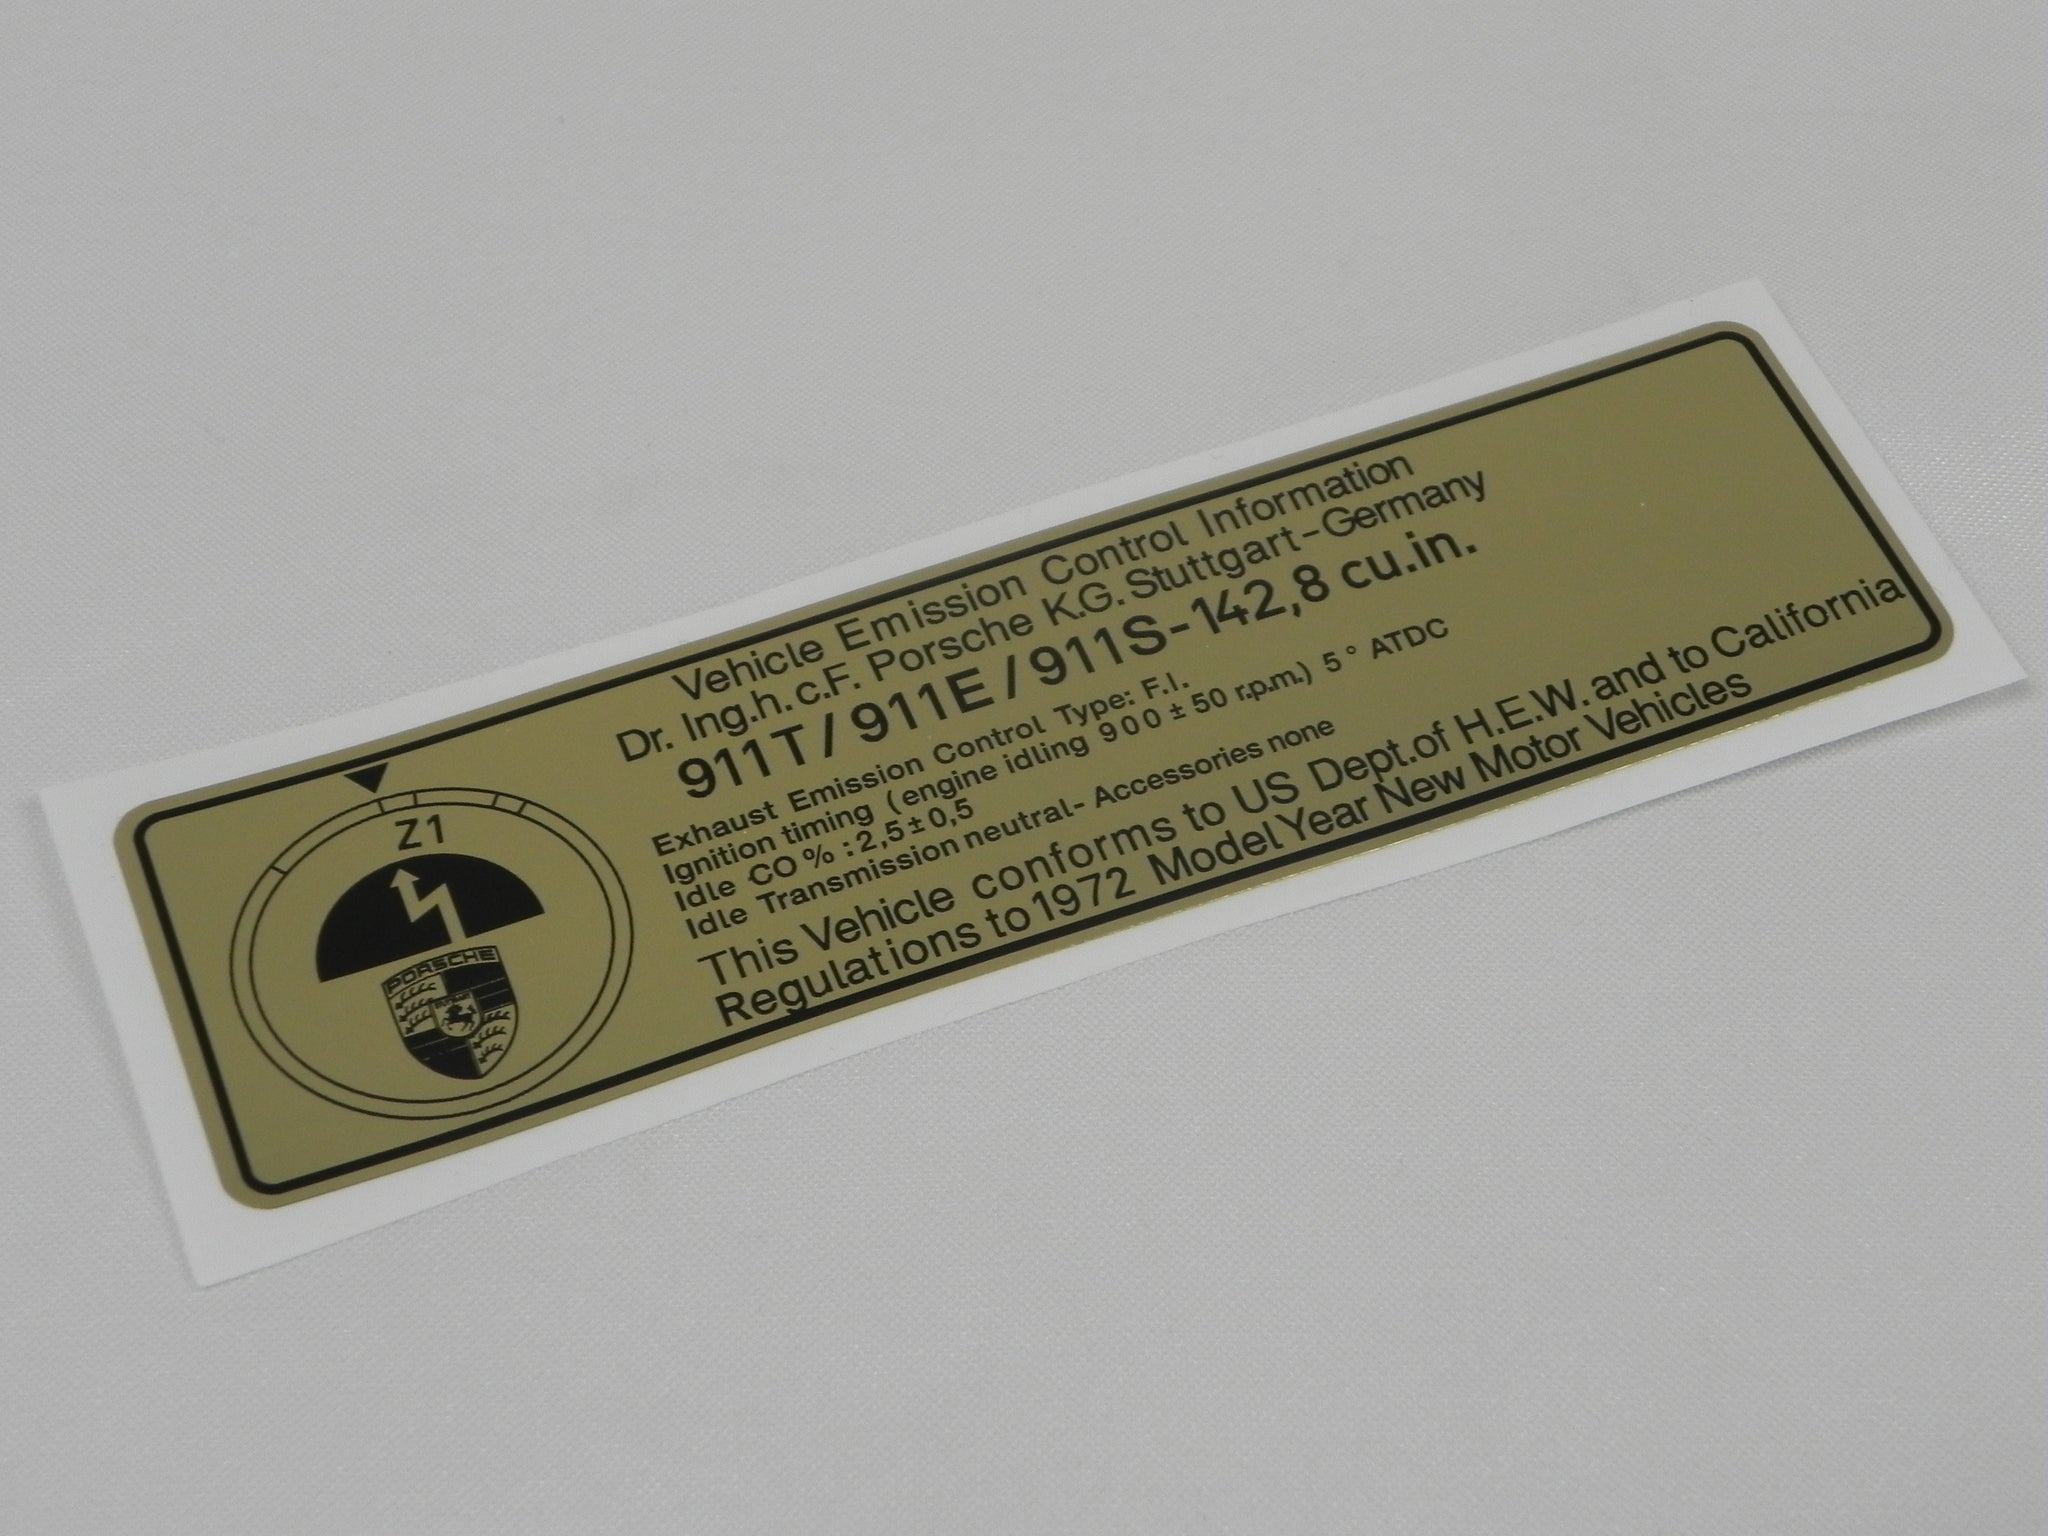 Vehicle Emission Control Information
Dr. Ing.h.c.F. Porsche K.G. Stuttgart-Germany
911T/911E/911S-142,8 cu.in.
Exhaust Emission Control Type: F.I.
Ignition timing (engine idling 900±50 r.p.m.) 5° ATDC
Idle CO%:2,5±0,5
Idle Transmission neutral-Accessories none
This Vehicle conforms to US Dept.of H.E.W.and to California
Regulations to 1972 Model Year New Motor Vehicles
Z1
PORSCHE